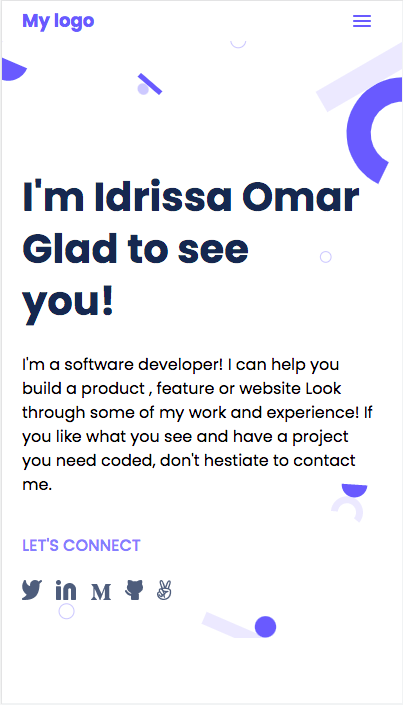 My logo
I'm Idrissa Omar
Glad to see
you!
I'm a software developer! I can help you
build a product , feature or website Look
through some of my work and experience! If
you like what you see and have a project
you need coded, don't hestiate to contact
me.
LET'S CONNECT